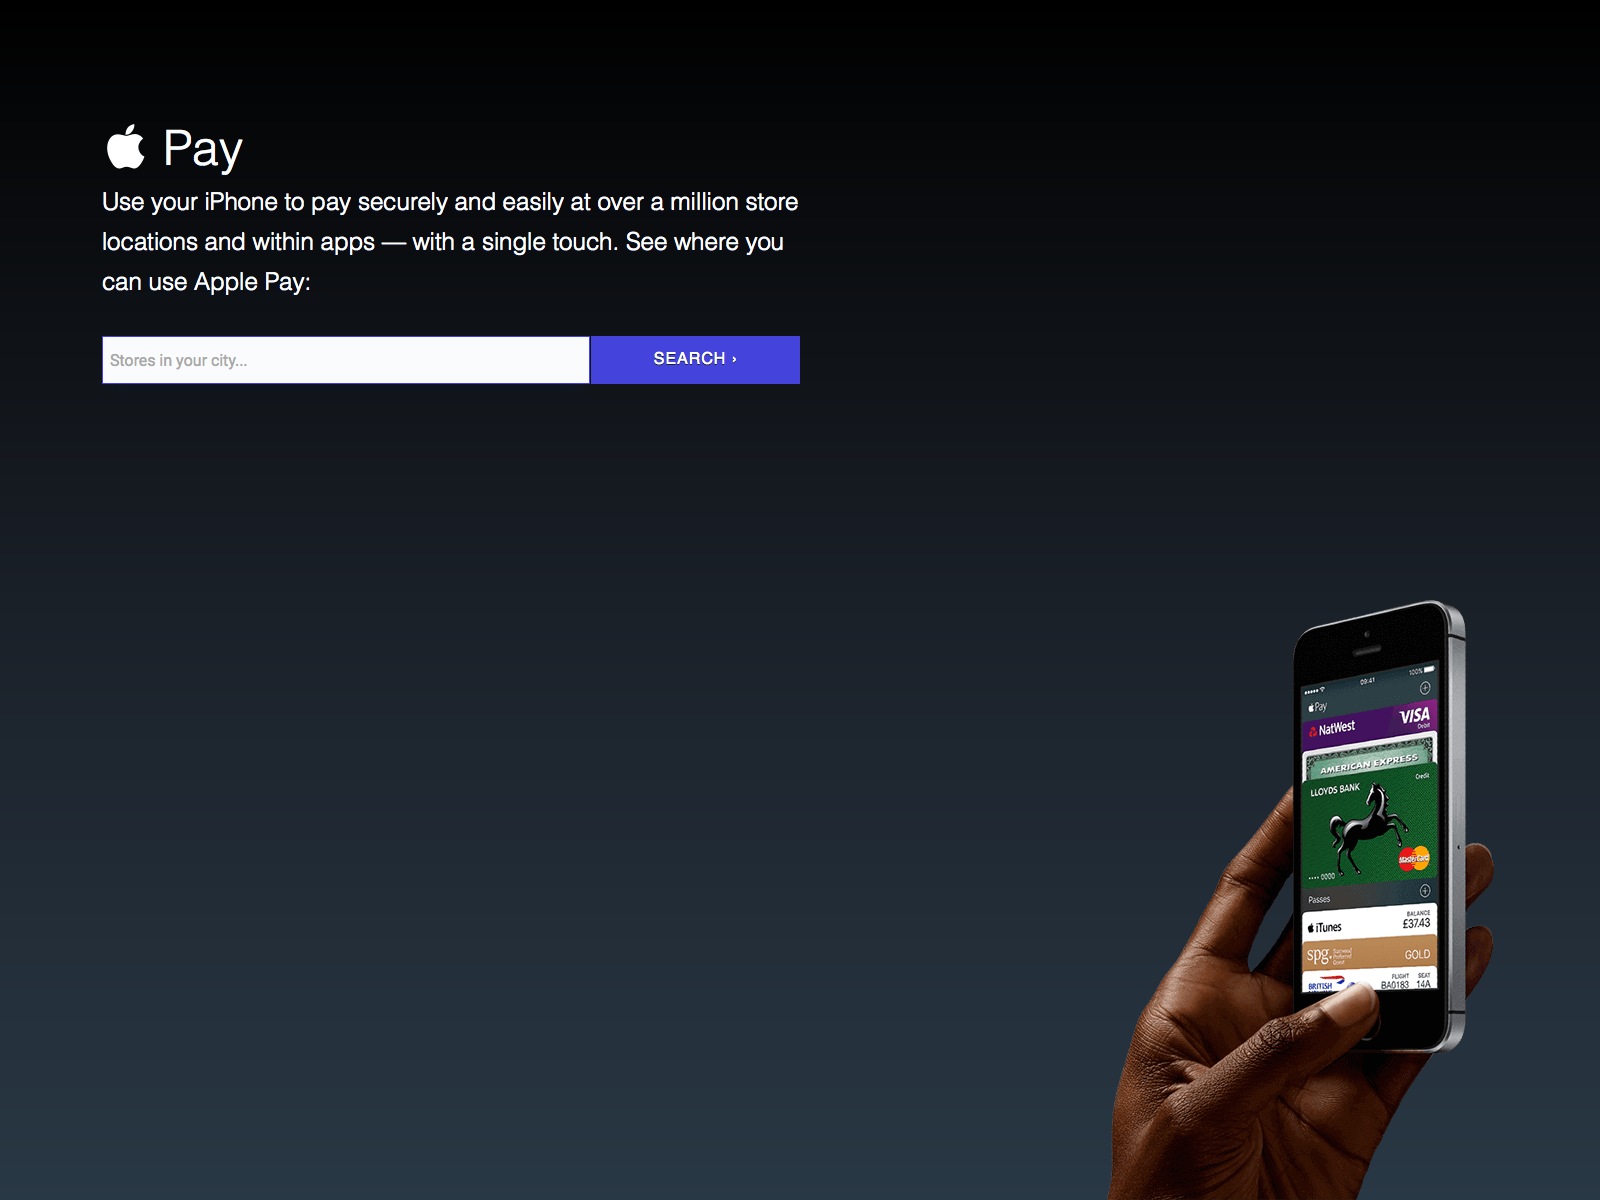 Pay
Use your iPhone to pay securely and easily at over a million store
locations and within apps — with a single touch. See where you
can use Apple Pay:
Stores in your city...
SEARCH ›
09:41
100%
Pay
NatWest
VISA
Debit
AMERICAN EXPRESS
Credit
LLOYDS BANK
MasterCard
•••• 0000
Passes
iTunes
BALANCE
£37.43
spg
Starwood
Preferred
Guest
GOLD
BRITISH
FLIGHT SEAT
BA0183 14A